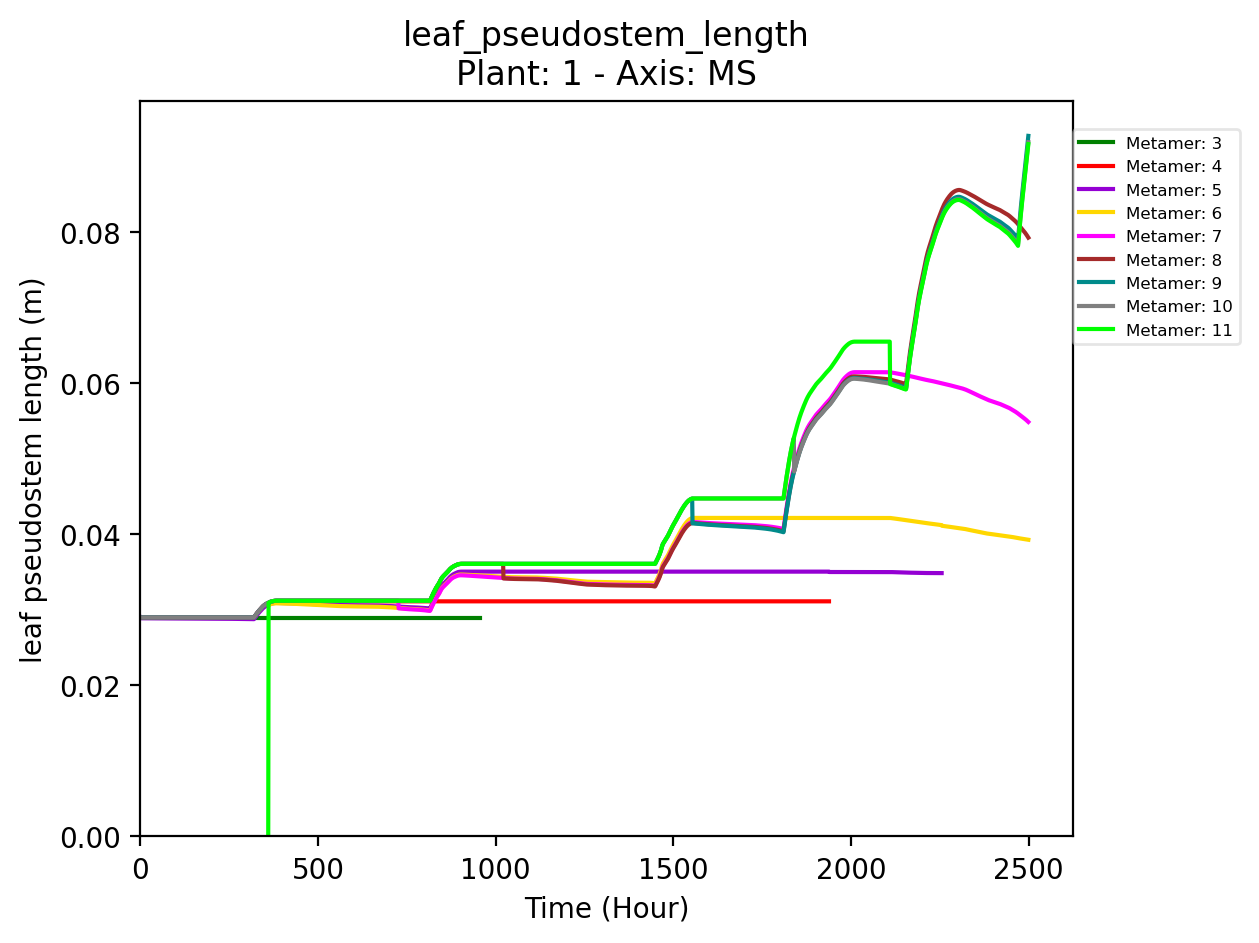 leaf_pseudostem_length
Plant: 1 - Axis: MS
leaf pseudostem length (m)
0.08
0.06
0.04
0.02
0.00
0
500
1000
1500
2000
2500
Time (Hour)
Metamer: 3
Metamer: 4
Metamer: 5
Metamer: 6
Metamer: 7
Metamer: 8
Metamer: 9
Metamer: 10
Metamer: 11